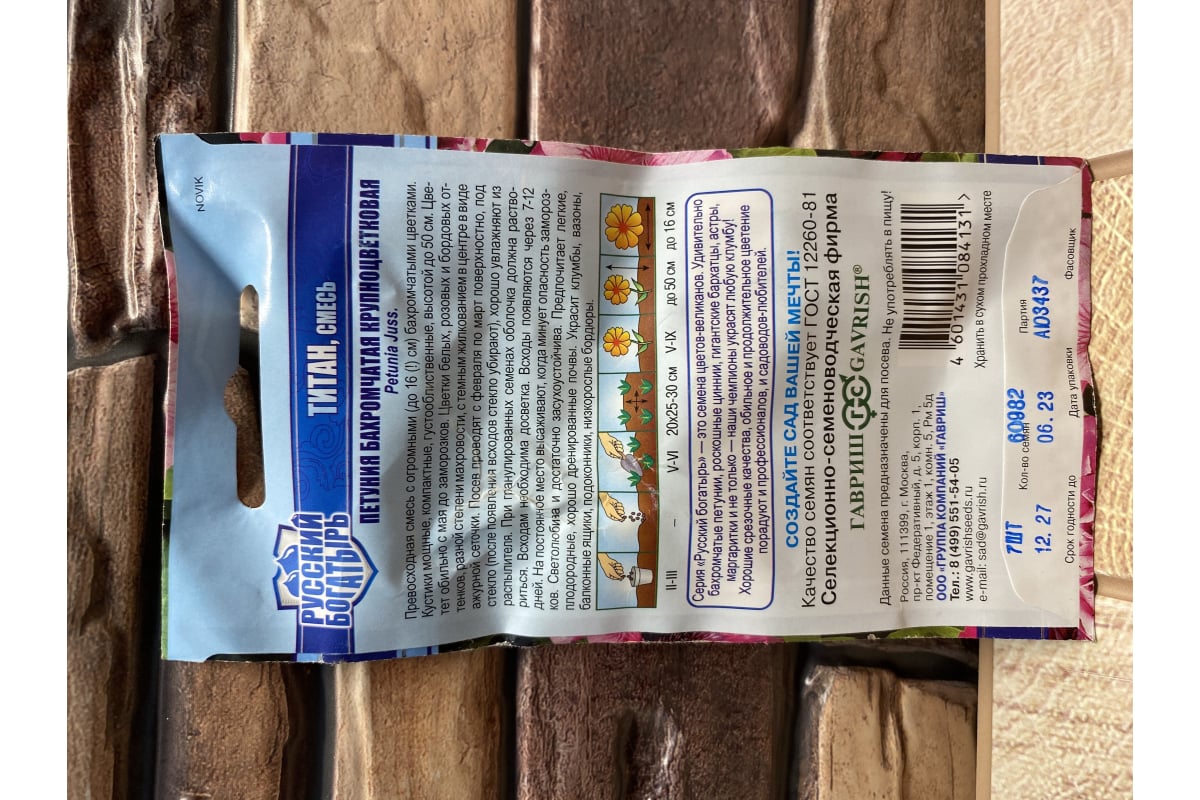 NOVIK
РУССКИЙ
БОГАТЫРЬ
ТИТАН, СМЕСЬ
ПЕТУНИЯ БАХРОМЧАТАЯ КРУПНОЦВЕТКОВАЯ
Petunia Juss.
Превосходная смесь с огромными (до 16 (!) см) бахромчатыми цветками.
Кустики мощные, компактные, густооблиственные, высотой до 50 см. Цве-
тет обильно с мая до заморозков. Цветки белых, розовых и бордовых от-
тенков, разной степени махровости, с темным жилкованием в центре в виде
ажурной сеточки. Посев проводят с февраля по март поверхностно, под
стекло (после появления всходов стекло убирают), хорошо увлажняют из
распылителя. При гранулированных семенах оболочка должна раство-
риться. Всходам необходима досветка. Всходы появляются через 7-12
дней. На постоянное место высаживают, когда минует опасность замороз-
ков. Светолюбива и достаточно засухоустойчива. Предпочитает легкие,
плодородные, хорошо дренированные почвы. Украсит клумбы, вазоны,
балконные ящики, подоконники, низкорослые бордюры.
II-III – V-VI 20x25-30 см V-IX до 50 см до 16 см
Серия «Русский богатырь» — это семена цветов-великанов. Удивительно
бахромчатые петунии, роскошные циннии, гигантские бархатцы, астры,
маргаритки и не только — наши чемпионы украсят любую клумбу!
Хорошие срезочные качества, обильное и продолжительное цветение
порадуют и профессионалов, и садоводов-любителей.
СОЗДАЙТЕ САД ВАШЕЙ МЕЧТЫ!
Качество семян соответствует ГОСТ 12260-81
Селекционно-семеноводческая фирма
ГАВРИШ GAVRISH®
Данные семена предназначены для посева. Не употреблять в пищу!
Россия, 111399, г. Москва,
пр-кт Федеративный, д. 5, корп. 1,
помещение 1, этаж 1, комн. 5, Рм 5д
ООО «ГРУППА КОМПАНИЙ «ГАВРИШ»
Тел.: 8 (499) 551-54-05
www.gavrishseeds.ru
e-mail: sad@gavrish.ru
4 601431 084131 >
Хранить в сухом прохладном месте
7ШТ 60982
Кол-во семян Партия
12. 27 06. 23 АЮ3437
Срок годности до Дата упаковки Фасовщик